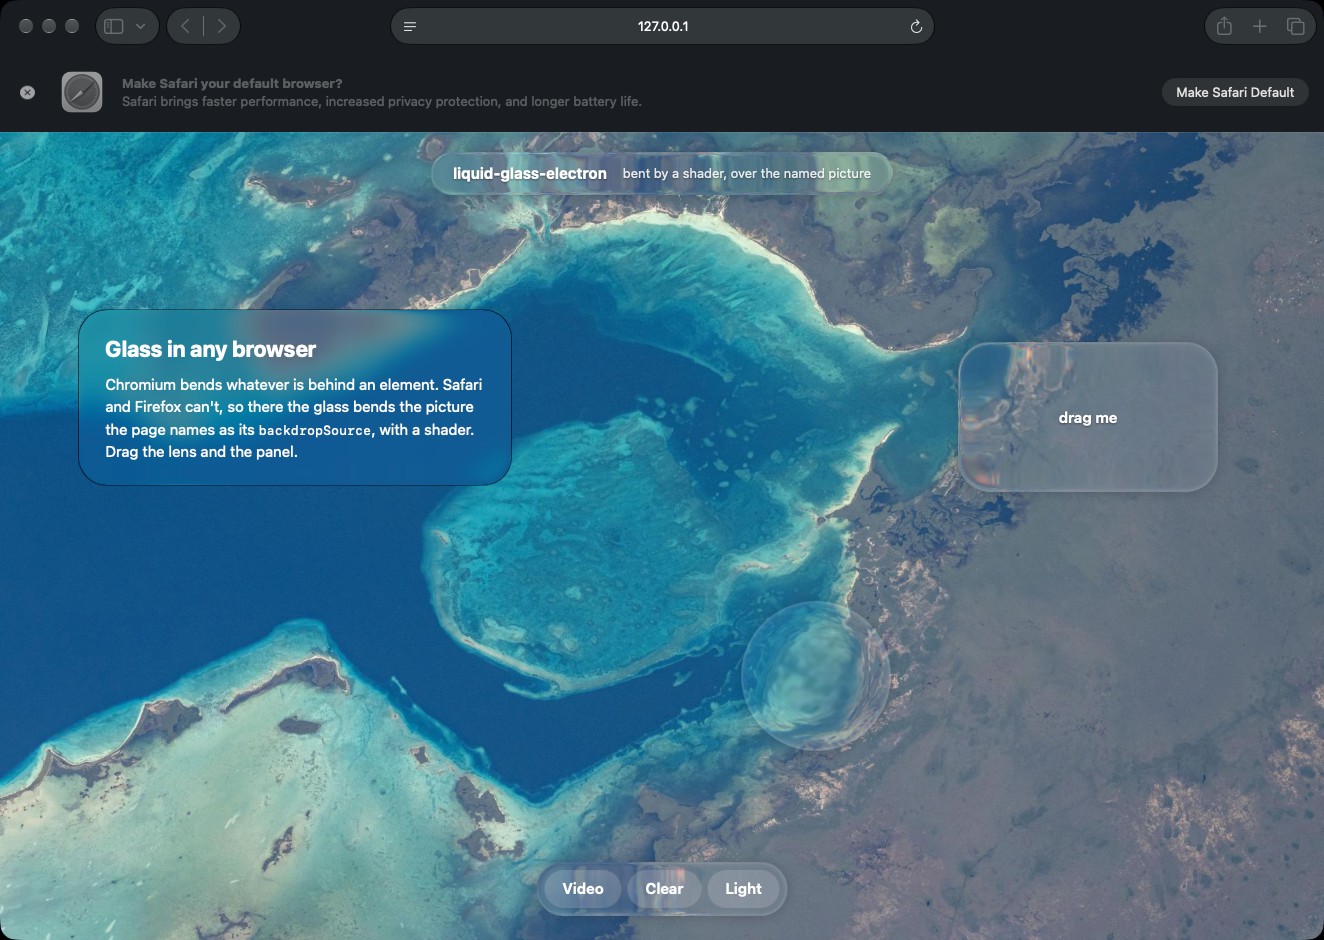 127.0.0.1
Make Safari your default browser?
Safari brings faster performance, increased privacy protection, and longer battery life.
Make Safari Default
liquid-glass-electron bent by a shader, over the named picture
Glass in any browser
Chromium bends whatever is behind an element. Safari
and Firefox can't, so there the glass bends the picture
the page names as its backdropSource, with a shader.
Drag the lens and the panel.
drag me
Video Clear Light